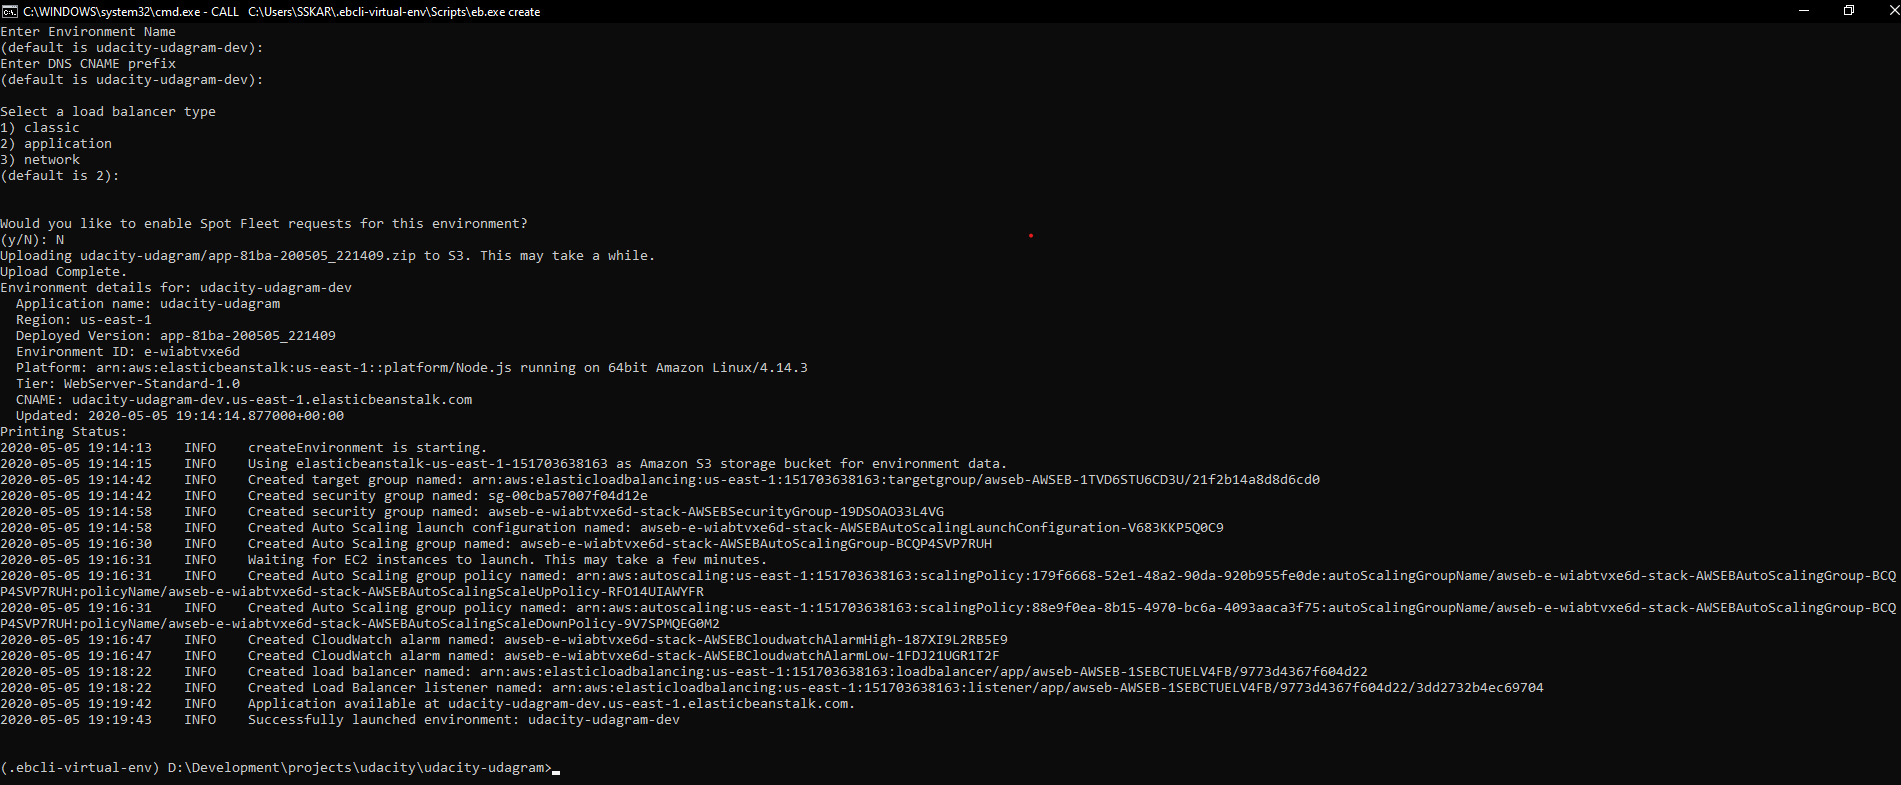 C:\WINDOWS\system32\cmd.exe - CALL  C:\Users\SSKAR\.ebcli-virtual-env\Scripts\eb.exe create
Enter Environment Name
(default is udacity-udagram-dev):
Enter DNS CNAME prefix
(default is udacity-udagram-dev):
Select a load balancer type
1) classic
2) application
3) network
(default is 2):
Would you like to enable Spot Fleet requests for this environment?
(y/N): N
Uploading udacity-udagram/app-81ba-200505_221409.zip to S3. This may take a while.
Upload Complete.
Environment details for: udacity-udagram-dev
  Application name: udacity-udagram
  Region: us-east-1
  Deployed Version: app-81ba-200505_221409
  Environment ID: e-wiabtvxe6d
  Platform: arn:aws:elasticbeanstalk:us-east-1::platform/Node.js running on 64bit Amazon Linux/4.14.3
  Tier: WebServer-Standard-1.0
  CNAME: udacity-udagram-dev.us-east-1.elasticbeanstalk.com
  Updated: 2020-05-05 19:14:14.877000+00:00
Printing Status:
2020-05-05 19:14:13    INFO    createEnvironment is starting.
2020-05-05 19:14:15    INFO    Using elasticbeanstalk-us-east-1-151703638163 as Amazon S3 storage bucket for environment data.
2020-05-05 19:14:42    INFO    Created target group named: arn:aws:elasticloadbalancing:us-east-1:151703638163:targetgroup/awseb-AWSEB-1TVD6STU6CD3U/21f2b14a8d8d6cd0
2020-05-05 19:14:42    INFO    Created security group named: sg-00cba57007f04d12e
2020-05-05 19:14:58    INFO    Created security group named: awseb-e-wiabtvxe6d-stack-AWSEBSecurityGroup-19DSOAO33L4VG
2020-05-05 19:14:58    INFO    Created Auto Scaling launch configuration named: awseb-e-wiabtvxe6d-stack-AWSEBAutoScalingLaunchConfiguration-V683KKP5Q0C9
2020-05-05 19:16:30    INFO    Created Auto Scaling group named: awseb-e-wiabtvxe6d-stack-AWSEBAutoScalingGroup-BCQP4SVP7RUH
2020-05-05 19:16:31    INFO    Waiting for EC2 instances to launch. This may take a few minutes.
2020-05-05 19:16:31    INFO    Created Auto Scaling group policy named: arn:aws:autoscaling:us-east-1:151703638163:scalingPolicy:179f6668-52e1-48a2-90da-920b955fe0de:autoScalingGroupName/awseb-e-wiabtvxe6d-stack-AWSEBAutoScalingGroup-BCQ
P4SVP7RUH:policyName/awseb-e-wiabtvxe6d-stack-AWSEBAutoScalingScaleUpPolicy-RFO14UIAWYFR
2020-05-05 19:16:31    INFO    Created Auto Scaling group policy named: arn:aws:autoscaling:us-east-1:151703638163:scalingPolicy:88e9f0ea-8b15-4970-bc6a-4093aaca3f75:autoScalingGroupName/awseb-e-wiabtvxe6d-stack-AWSEBAutoScalingGroup-BCQ
P4SVP7RUH:policyName/awseb-e-wiabtvxe6d-stack-AWSEBAutoScalingScaleDownPolicy-9V7SPMQEG0M2
2020-05-05 19:16:47    INFO    Created CloudWatch alarm named: awseb-e-wiabtvxe6d-stack-AWSEBCloudwatchAlarmHigh-187XI9L2RB5E9
2020-05-05 19:16:47    INFO    Created CloudWatch alarm named: awseb-e-wiabtvxe6d-stack-AWSEBCloudwatchAlarmLow-1FDJ21UGR1T2F
2020-05-05 19:18:22    INFO    Created load balancer named: arn:aws:elasticloadbalancing:us-east-1:151703638163:loadbalancer/app/awseb-AWSEB-1SEBCTUELV4FB/9773d4367f604d22
2020-05-05 19:18:22    INFO    Created Load Balancer listener named: arn:aws:elasticloadbalancing:us-east-1:151703638163:listener/app/awseb-AWSEB-1SEBCTUELV4FB/9773d4367f604d22/3dd2732b4ec69704
2020-05-05 19:19:42    INFO    Application available at udacity-udagram-dev.us-east-1.elasticbeanstalk.com.
2020-05-05 19:19:43    INFO    Successfully launched environment: udacity-udagram-dev
(.ebcli-virtual-env) D:\Development\projects\udacity\udacity-udagram>